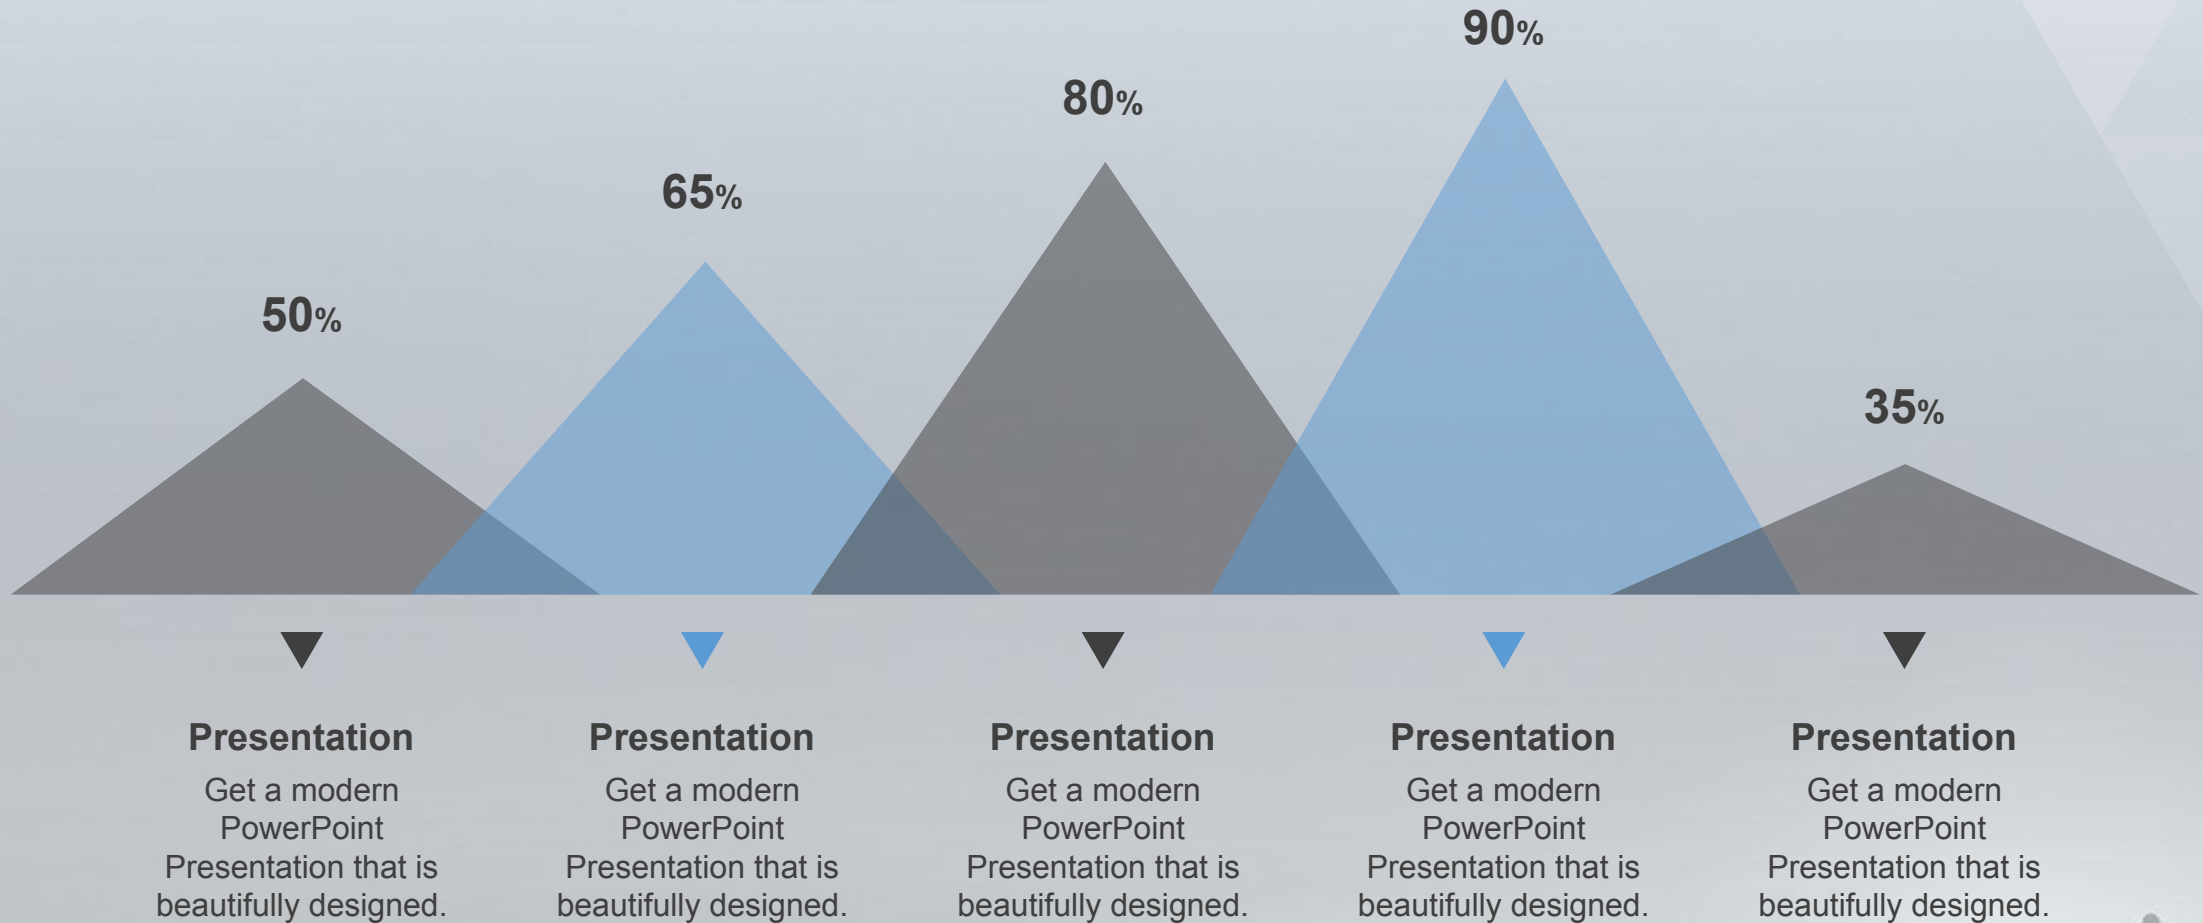 90%
80%
65%
50%
35%
Presentation
Get a modern
PowerPoint
Presentation that is
beautifully designed.
Presentation
Get a modern
PowerPoint
Presentation that is
beautifully designed.
Presentation
Get a modern
PowerPoint
Presentation that is
beautifully designed.
Presentation
Get a modern
PowerPoint
Presentation that is
beautifully designed.
Presentation
Get a modern
PowerPoint
Presentation that is
beautifully designed.